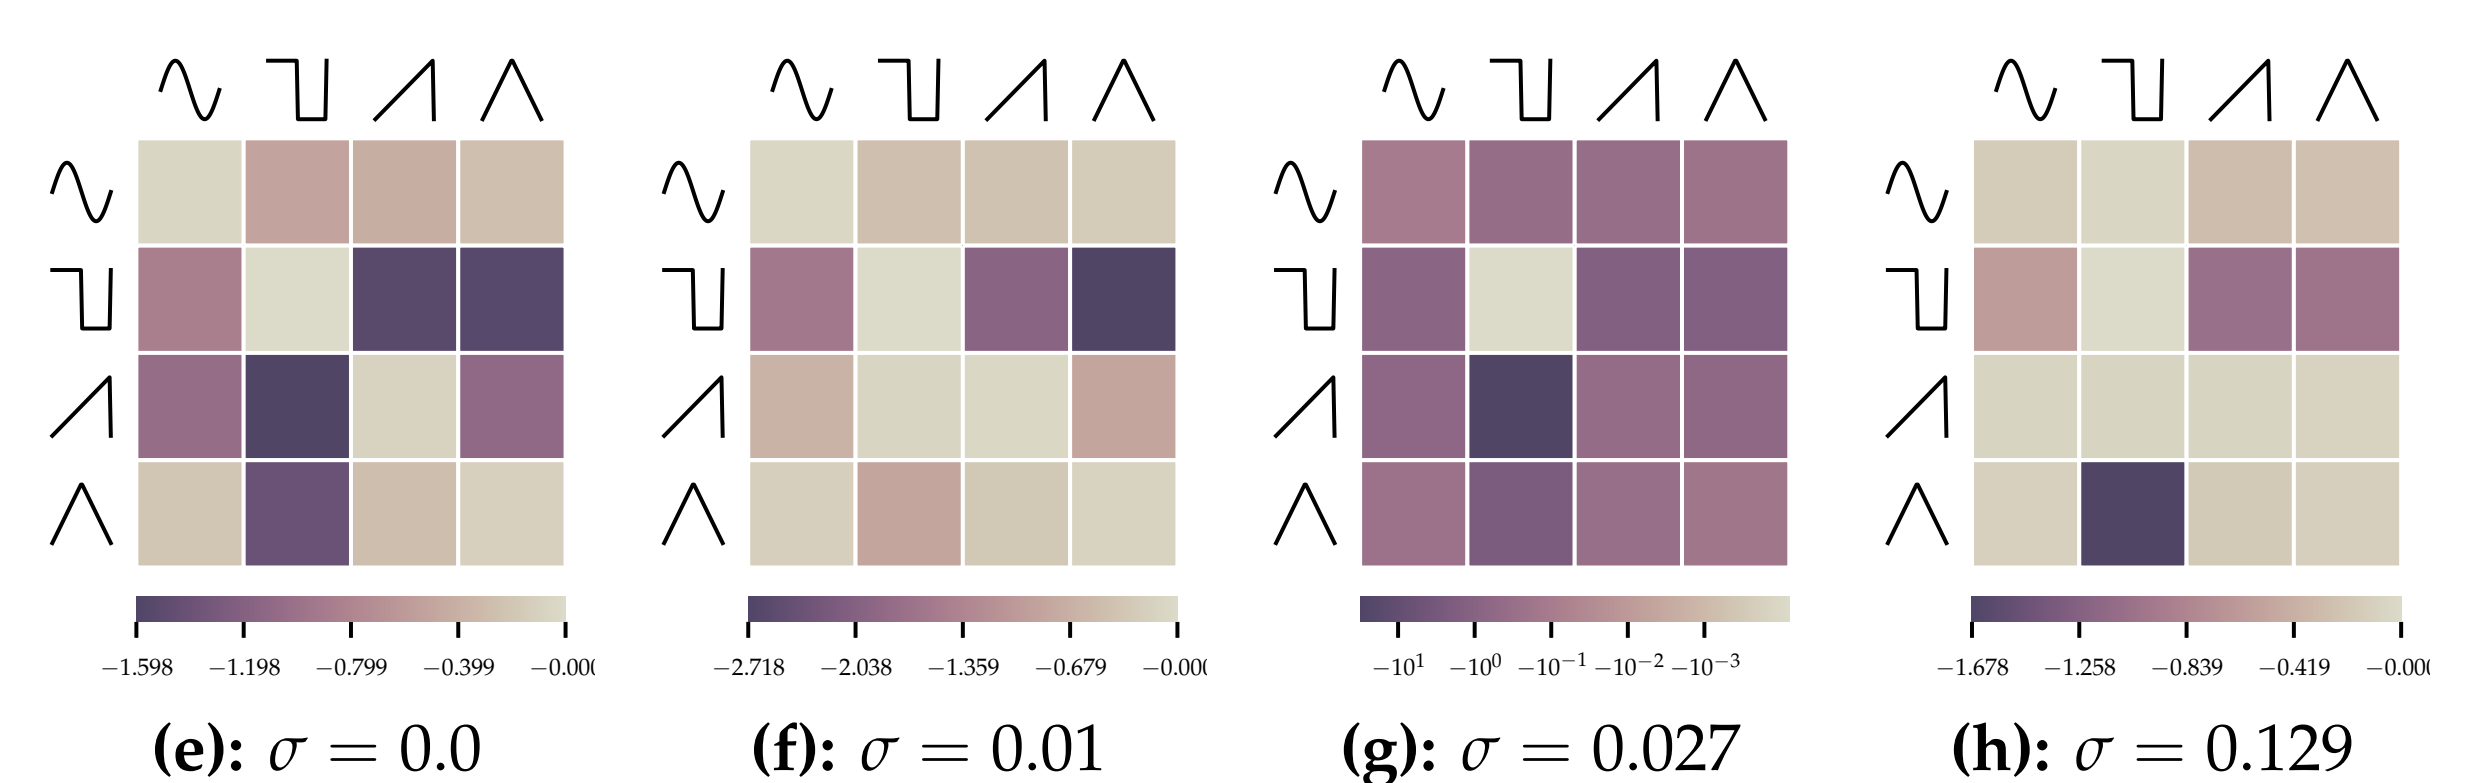 −1.598 −1.198 −0.799 −0.399 −0.000
−2.718 −2.038 −1.359 −0.679 −0.000
−10¹ −10⁰ −10⁻¹ −10⁻² −10⁻³
−1.678 −1.258 −0.839 −0.419 −0.000
(e): σ = 0.0
(f): σ = 0.01
(g): σ = 0.027
(h): σ = 0.129